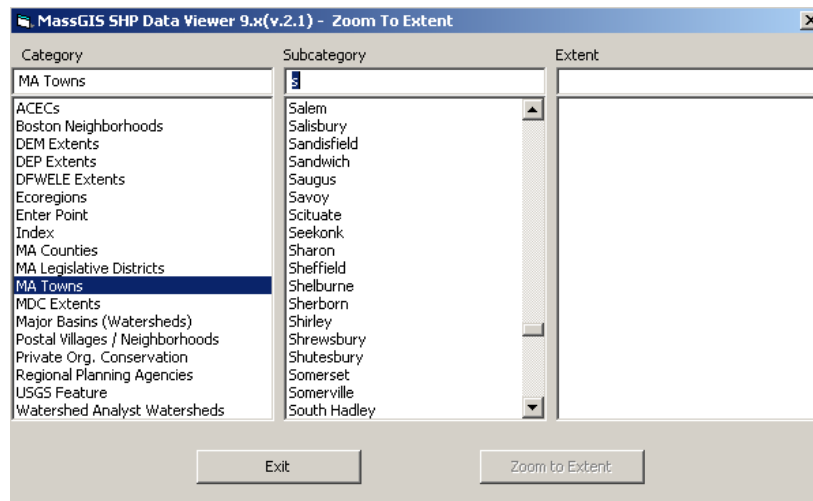 MassGIS SHP Data Viewer 9.x(v.2.1) - Zoom To Extent
Category
Subcategory
Extent
MA Towns
s
ACECs
Boston Neighborhoods
DEM Extents
DEP Extents
DFWELE Extents
Ecoregions
Enter Point
Index
MA Counties
MA Legislative Districts
MA Towns
MDC Extents
Major Basins (Watersheds)
Postal Villages / Neighborhoods
Private Org. Conservation
Regional Planning Agencies
USGS Feature
Watershed Analyst Watersheds
Salem
Salisbury
Sandisfield
Sandwich
Saugus
Savoy
Scituate
Seekonk
Sharon
Sheffield
Shelburne
Sherborn
Shirley
Shrewsbury
Shutesbury
Somerset
Somerville
South Hadley
Exit
Zoom to Extent